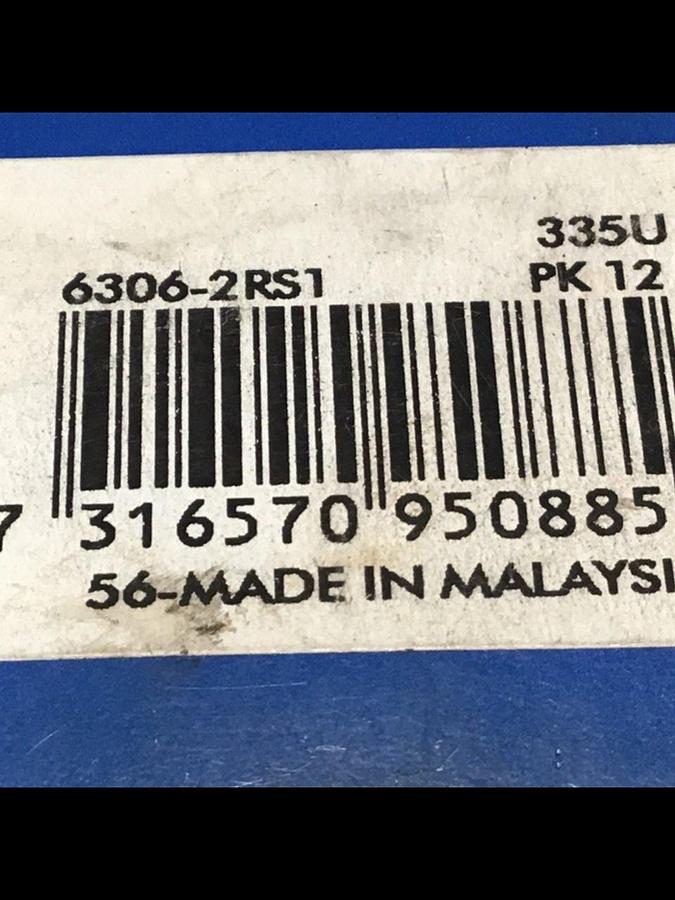 335U
6306-2RS1 PK 12
7 316570 950885
56-MADE IN MALAYSI